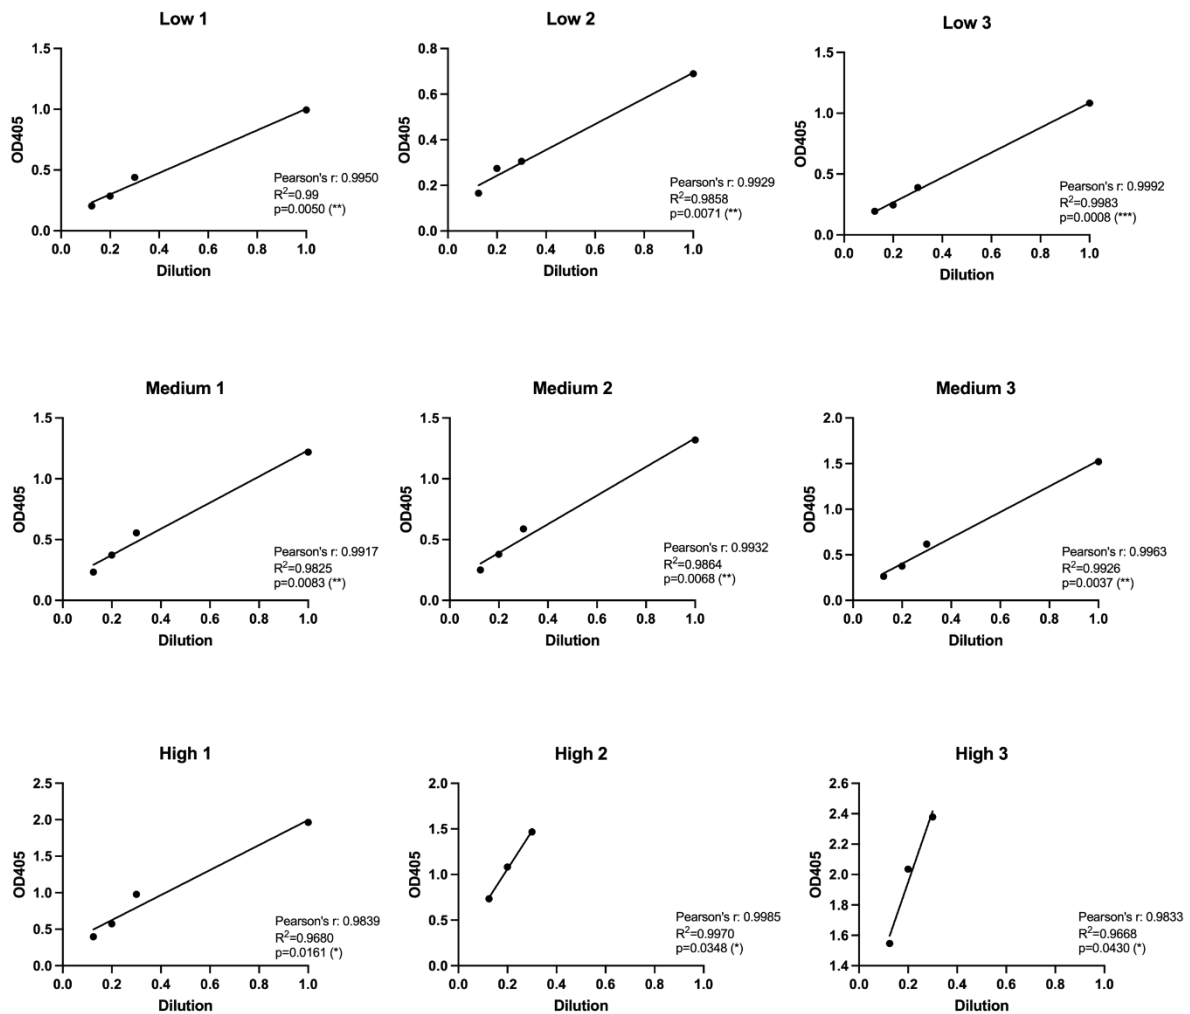 Low 1
1.5
1.0
0.5
0.0
OD405
0.0 0.2 0.4 0.6 0.8 1.0
Dilution
Pearson's r: 0.9950
R²=0.99
p=0.0050 (**)
Low 2
0.8
0.6
0.4
0.2
0.0
OD405
0.0 0.2 0.4 0.6 0.8 1.0
Dilution
Pearson's r: 0.9929
R²=0.9858
p=0.0071 (**)
Low 3
1.5
1.0
0.5
0.0
OD405
0.0 0.2 0.4 0.6 0.8 1.0
Dilution
Pearson's r: 0.9992
R²=0.9983
p=0.0008 (***)
Medium 1
1.5
1.0
0.5
0.0
OD405
0.0 0.2 0.4 0.6 0.8 1.0
Dilution
Pearson's r: 0.9917
R²=0.9825
p=0.0083 (**)
Medium 2
1.5
1.0
0.5
0.0
OD405
0.0 0.2 0.4 0.6 0.8 1.0
Dilution
Pearson's r: 0.9932
R²=0.9864
p=0.0068 (**)
Medium 3
2.0
1.5
1.0
0.5
0.0
OD405
0.0 0.2 0.4 0.6 0.8 1.0
Dilution
Pearson's r: 0.9963
R²=0.9926
p=0.0037 (**)
High 1
2.5
2.0
1.5
1.0
0.5
0.0
OD405
0.0 0.2 0.4 0.6 0.8 1.0
Dilution
Pearson's r: 0.9839
R²=0.9680
p=0.0161 (*)
High 2
2.0
1.5
1.0
0.5
0.0
OD405
0.0 0.2 0.4 0.6 0.8 1.0
Dilution
Pearson's r: 0.9985
R²=0.9970
p=0.0348 (*)
High 3
2.6
2.4
2.2
2.0
1.8
1.6
1.4
OD405
0.0 0.2 0.4 0.6 0.8 1.0
Dilution
Pearson's r: 0.9833
R²=0.9668
p=0.0430 (*)